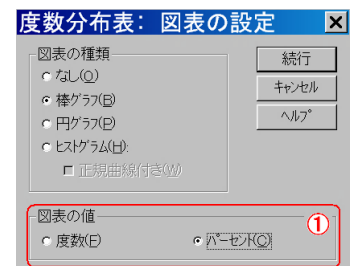 度数分布表: 図表の設定
図表の種類
なし(O)
棒グラフ(B)
円グラフ(P)
ヒストグラム(H):
正規曲線付き(W)
続行
キャンセル
ヘルプ
図表の値
①
度数(F)
パーセント(C)